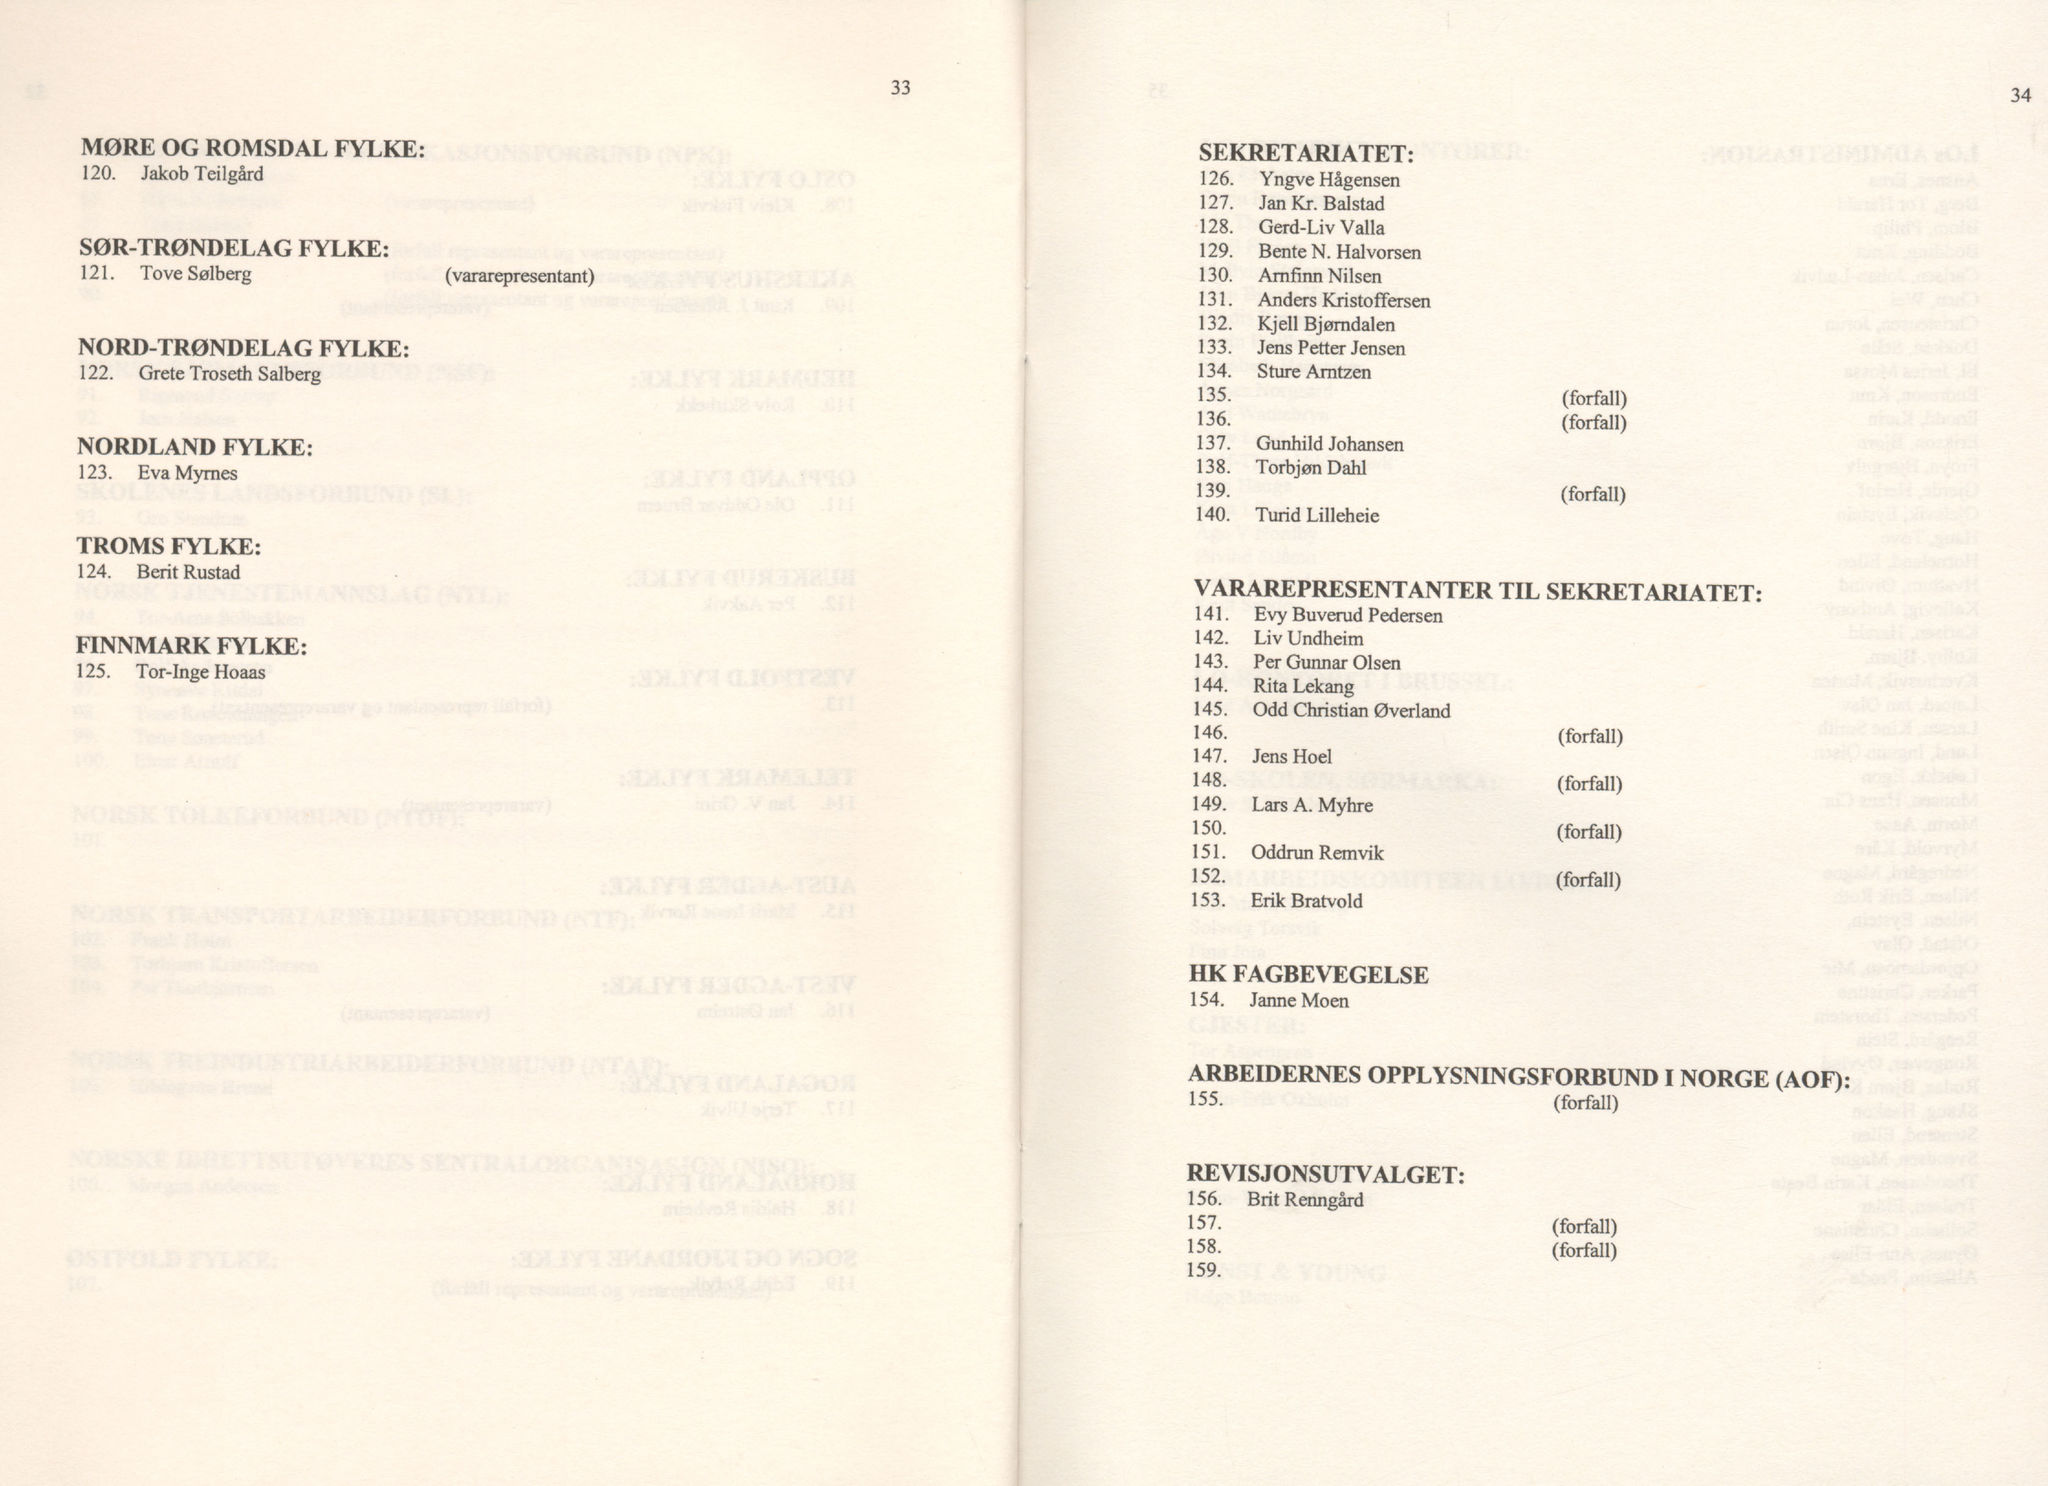 33
MØRE OG ROMSDAL FYLKE:
120. Jakob Teilgård
SØR-TRØNDELAG FYLKE:
121. Tove Sølberg (vararepresentant)
NORD-TRØNDELAG FYLKE:
122. Grete Troseth Salberg
NORDLAND FYLKE:
123. Eva Myrnes
TROMS FYLKE:
124. Berit Rustad
FINNMARK FYLKE:
125. Tor-Inge Hoaas
34
SEKRETARIATET:
126. Yngve Hågensen
127. Jan Kr. Balstad
128. Gerd-Liv Valla
129. Bente N. Halvorsen
130. Arnfinn Nilsen
131. Anders Kristoffersen
132. Kjell Bjørndalen
133. Jens Petter Jensen
134. Sture Arntzen
135. (forfall)
136. (forfall)
137. Gunhild Johansen
138. Torbjøn Dahl
139. (forfall)
140. Turid Lilleheie
VARAREPRESENTANTER TIL SEKRETARIATET:
141. Evy Buverud Pedersen
142. Liv Undheim
143. Per Gunnar Olsen
144. Rita Lekang
145. Odd Christian Øverland
146. (forfall)
147. Jens Hoel
148. (forfall)
149. Lars A. Myhre
150. (forfall)
151. Oddrun Remvik
152. (forfall)
153. Erik Bratvold
HK FAGBEVEGELSE
154. Janne Moen
ARBEIDERNES OPPLYSNINGSFORBUND I NORGE (AOF):
155. (forfall)
REVISJONSUTVALGET:
156. Brit Renngård
157. (forfall)
158. (forfall)
159.